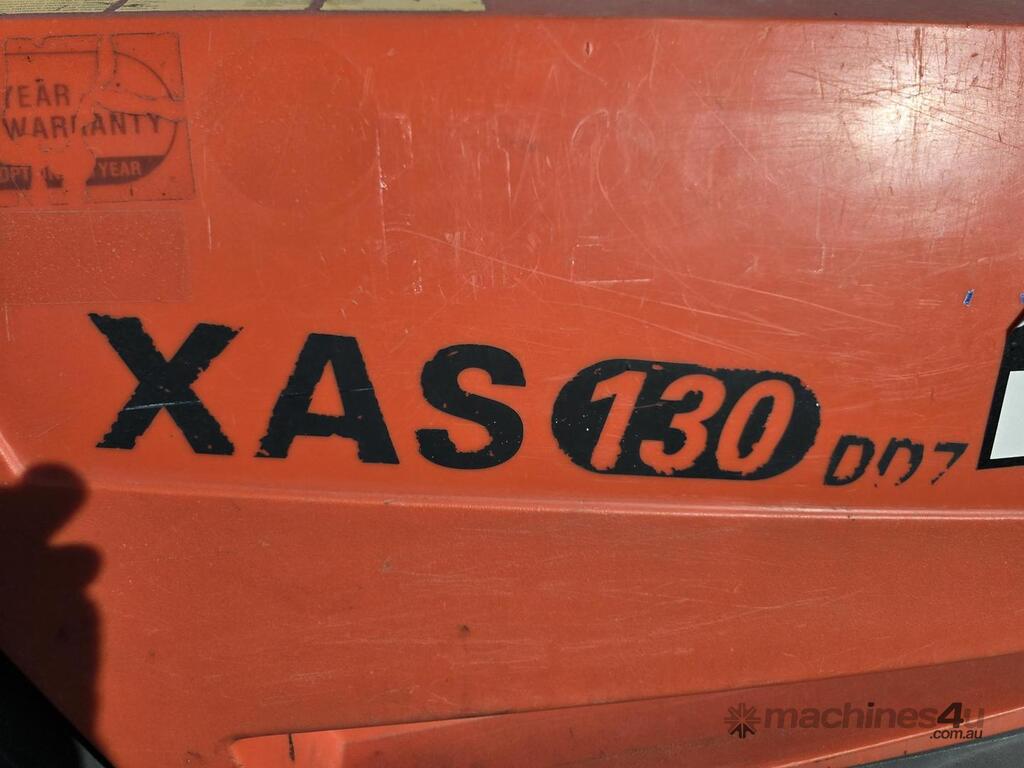 YEAR
WARRANTY
YEAR
XAS 130 DD7
machines4u
.com.au